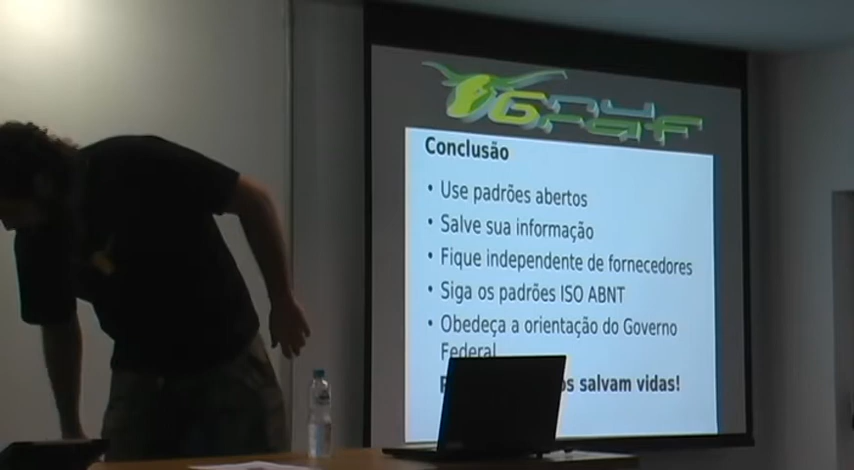 Conclusão
• Use padrões abertos
• Salve sua informação
• Fique independente de fornecedores
• Siga os padrões ISO ABNT
• Obedeça a orientação do Governo
Federal
salvam vidas!